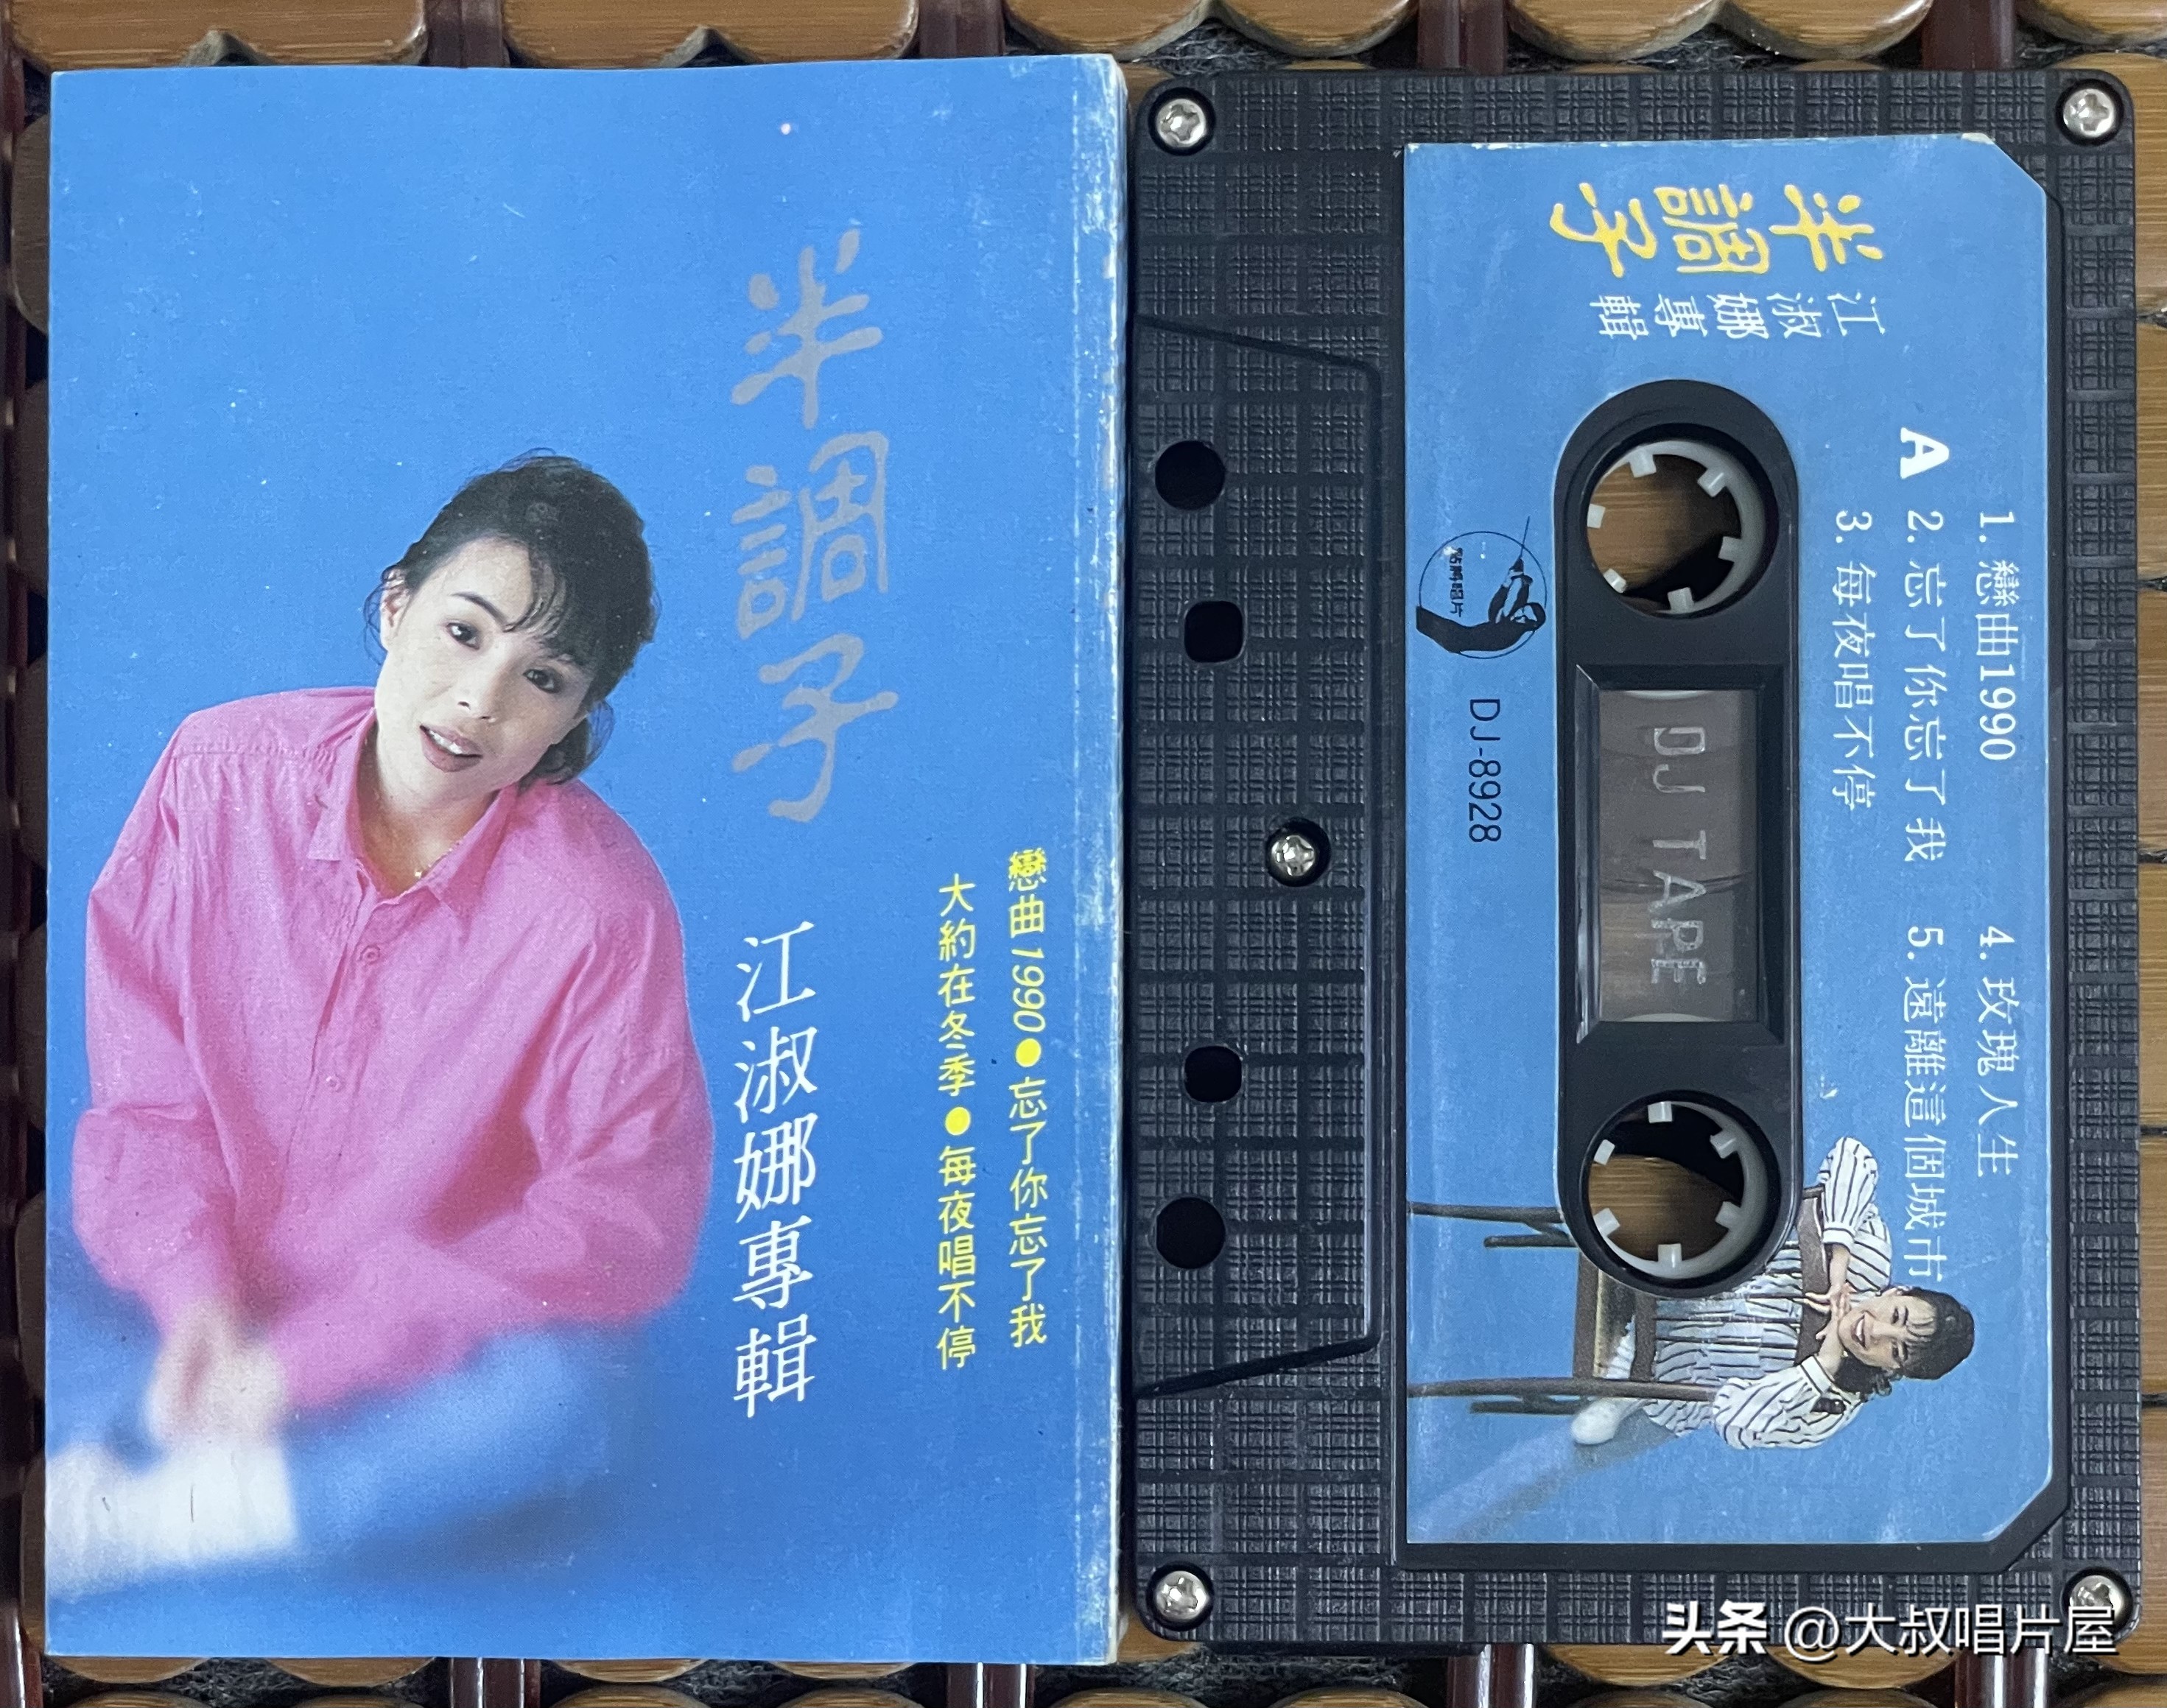 半調子
江淑娜專輯
戀曲1990●忘了你忘了我
大約在冬季●每夜唱不停
半調子
江淑娜專輯
A
1.戀曲1990
2.忘了你忘了我
3.每夜唱不停
4.玫瑰人生
5.遠離這個城市
點將唱片
DJ-8928
DJ TAPE
头条 @大叔唱片屋